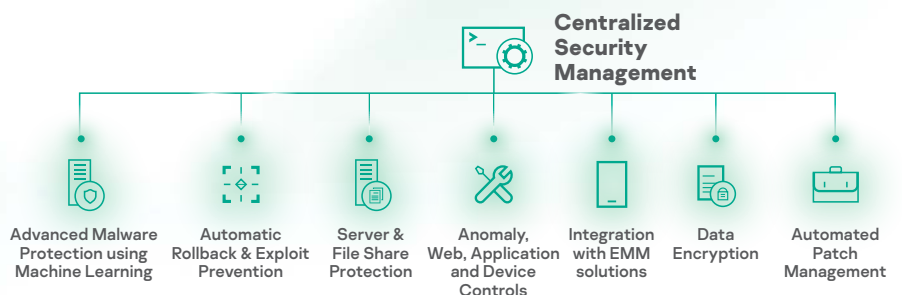 Centralized
Security
Management
Advanced Malware
Protection using
Machine Learning
Automatic
Rollback & Exploit
Prevention
Server &
File Share
Protection
Anomaly,
Web, Application
and Device
Controls
Integration
with EMM
solutions
Data
Encryption
Automated
Patch
Management